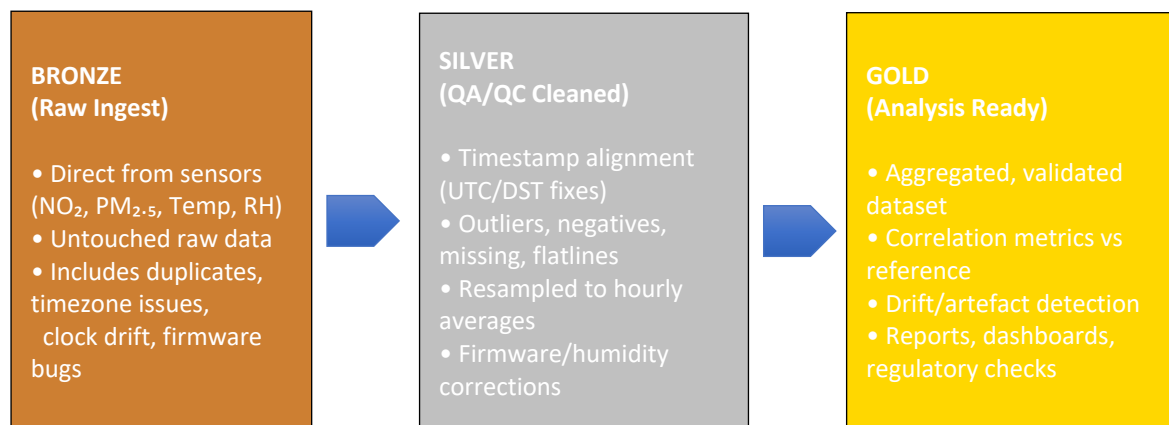 BRONZE
(Raw Ingest)
• Direct from sensors
(NO₂, PM₂.₅, Temp, RH)
• Untouched raw data
• Includes duplicates,
timezone issues,
clock drift, firmware
bugs
SILVER
(QA/QC Cleaned)
• Timestamp alignment
(UTC/DST fixes)
• Outliers, negatives,
missing, flatlines
• Resampled to hourly
averages
• Firmware/humidity
corrections
GOLD
(Analysis Ready)
• Aggregated, validated
dataset
• Correlation metrics vs
reference
• Drift/artefact detection
• Reports, dashboards,
regulatory checks